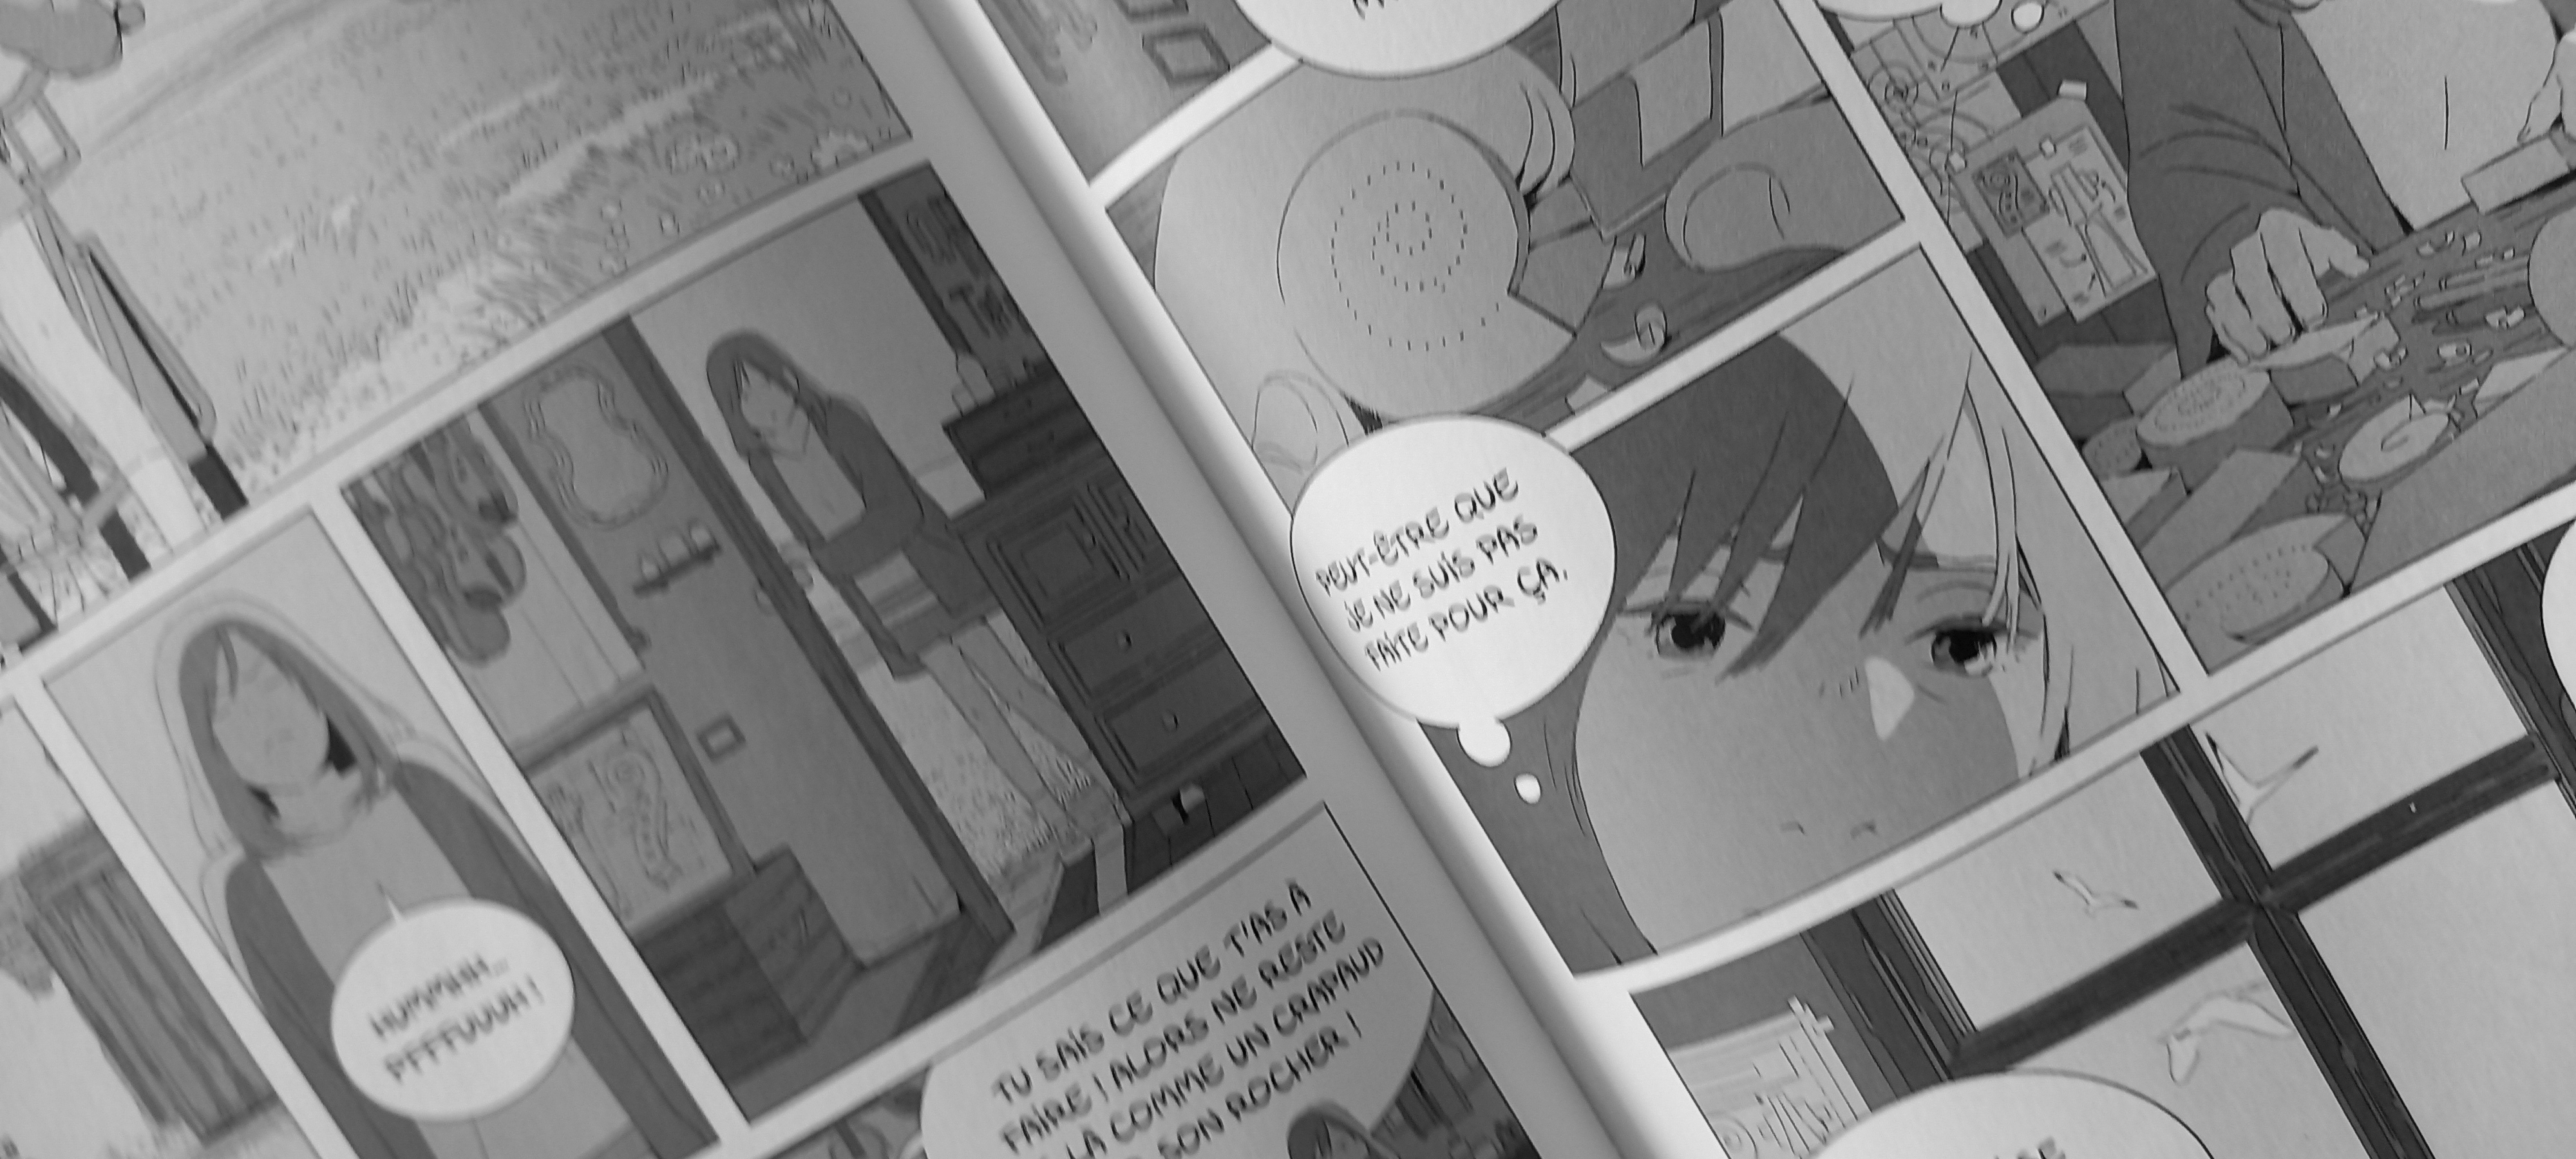 PFFFUUH !
TU SAIS CE QUE T'AS À
FAIRE ! ALORS NE RESTE
LÀ COMME UN CRAPAUD
SON ROCHER !
PEUT-ÊTRE QUE
JE NE SUIS PAS
FAITE POUR ÇA.